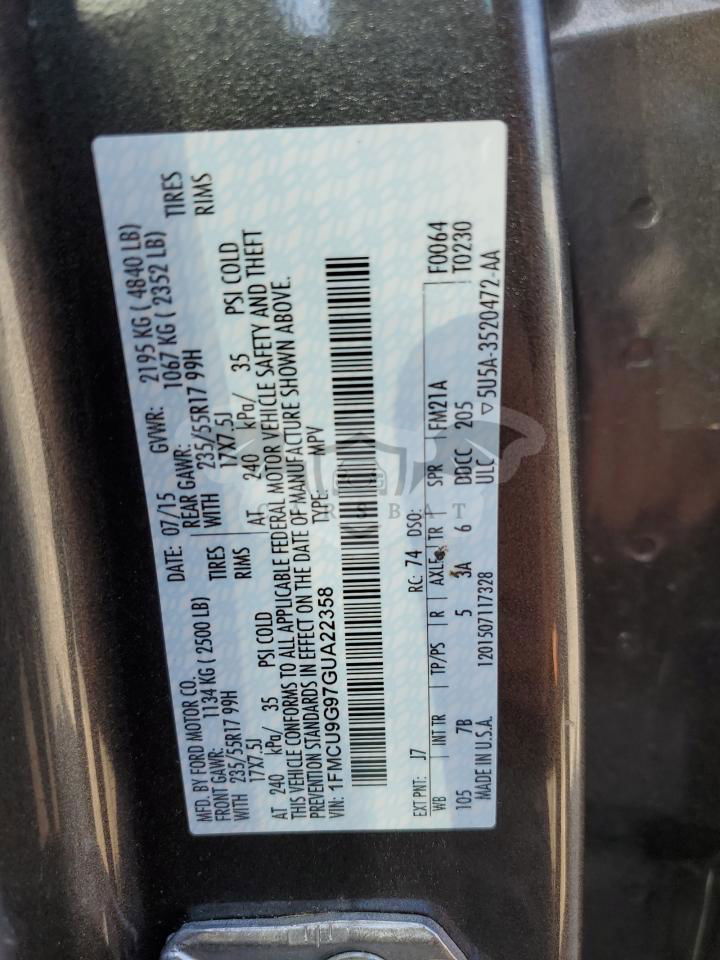 MFD. BY FORD MOTOR CO.
DATE: 07/15 GVWR: 2195 KG ( 4840 LB)
FRONT GAWR: 1134 KG ( 2500 LB) REAR GAWR: 1067 KG ( 2352 LB)
WITH 235/55R17 99H TIRES WITH 235/55R17 99H TIRES
17X7.5J RIMS 17X7.5J RIMS
AT 240 kPa/ 35 PSI COLD AT 240 kPa/ 35 PSI COLD
THIS VEHICLE CONFORMS TO ALL APPLICABLE FEDERAL MOTOR VEHICLE SAFETY AND THEFT
PREVENTION STANDARDS IN EFFECT ON THE DATE OF MANUFACTURE SHOWN ABOVE.
VIN: 1FMCU9G97GUA22358 TYPE: MPV
EXT PNT: J7 RC: 74 DSO: F0064
WB INT TR TP/PS R AXLE TR SPR FM21A T0230
105 7B 5 3A 6 DDCC 205
MADE IN U.S.A. 1201507117328 ULC ▽5U5A-3520472-AA